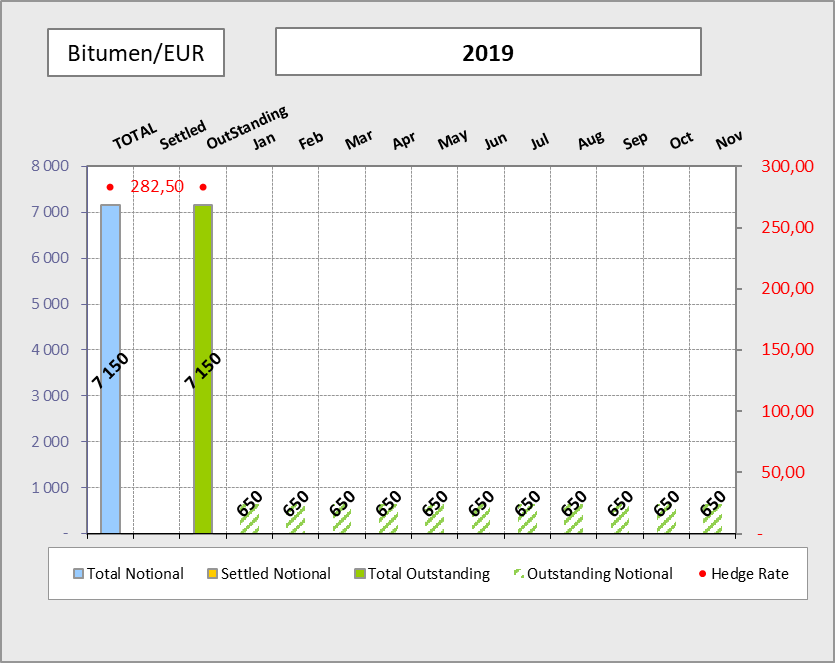 Bitumen/EUR
2019
TOTAL Settled OutStanding Jan Feb Mar Apr May Jun Jul Aug Sep Oct Nov
8 000 300,00
282,50
7 000 250,00
6 000 200,00
5 000
4 000 150,00
7 150 7 150
3 000 100,00
2 000
1 000 50,00
650 650 650 650 650 650 650 650 650 650 650
- -
Total Notional Settled Notional Total Outstanding Outstanding Notional Hedge Rate